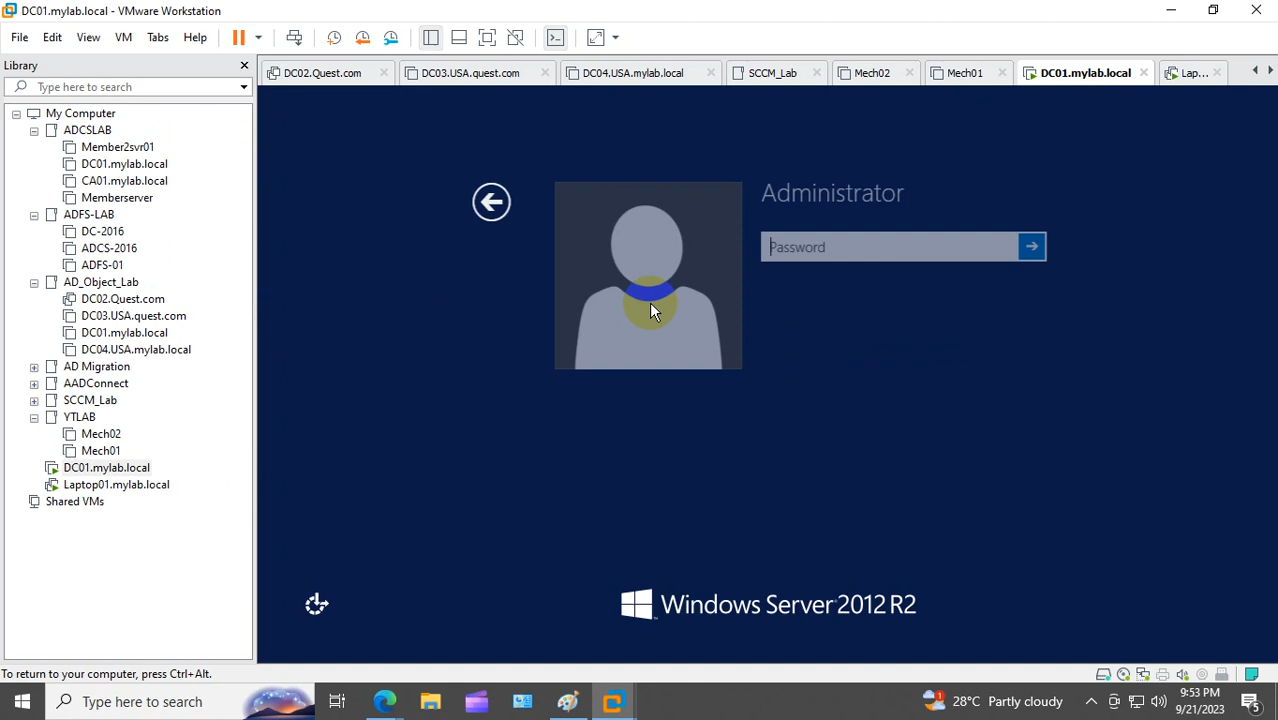 DC01.mylab.local - VMware Workstation
File Edit View VM Tabs Help
Library
Type here to search
DC02.Quest.com DC03.USA.quest.com DC04.USA.mylab.local SCCM_Lab Mech02 Mech01 DC01.mylab.local Lap...
My Computer
ADCSLAB
Member2svr01
DC01.mylab.local
CA01.mylab.local
Memberserver
ADFS-LAB
DC-2016
ADCS-2016
ADFS-01
AD_Object_Lab
DC02.Quest.com
DC03.USA.quest.com
DC01.mylab.local
DC04.USA.mylab.local
AD Migration
AADConnect
SCCM_Lab
YTLAB
Mech02
Mech01
DC01.mylab.local
Laptop01.mylab.local
Shared VMs
Administrator
Password
Windows Server 2012 R2
To return to your computer, press Ctrl+Alt.
Type here to search
28°C Partly cloudy
9:53 PM
9/21/2023
1
5